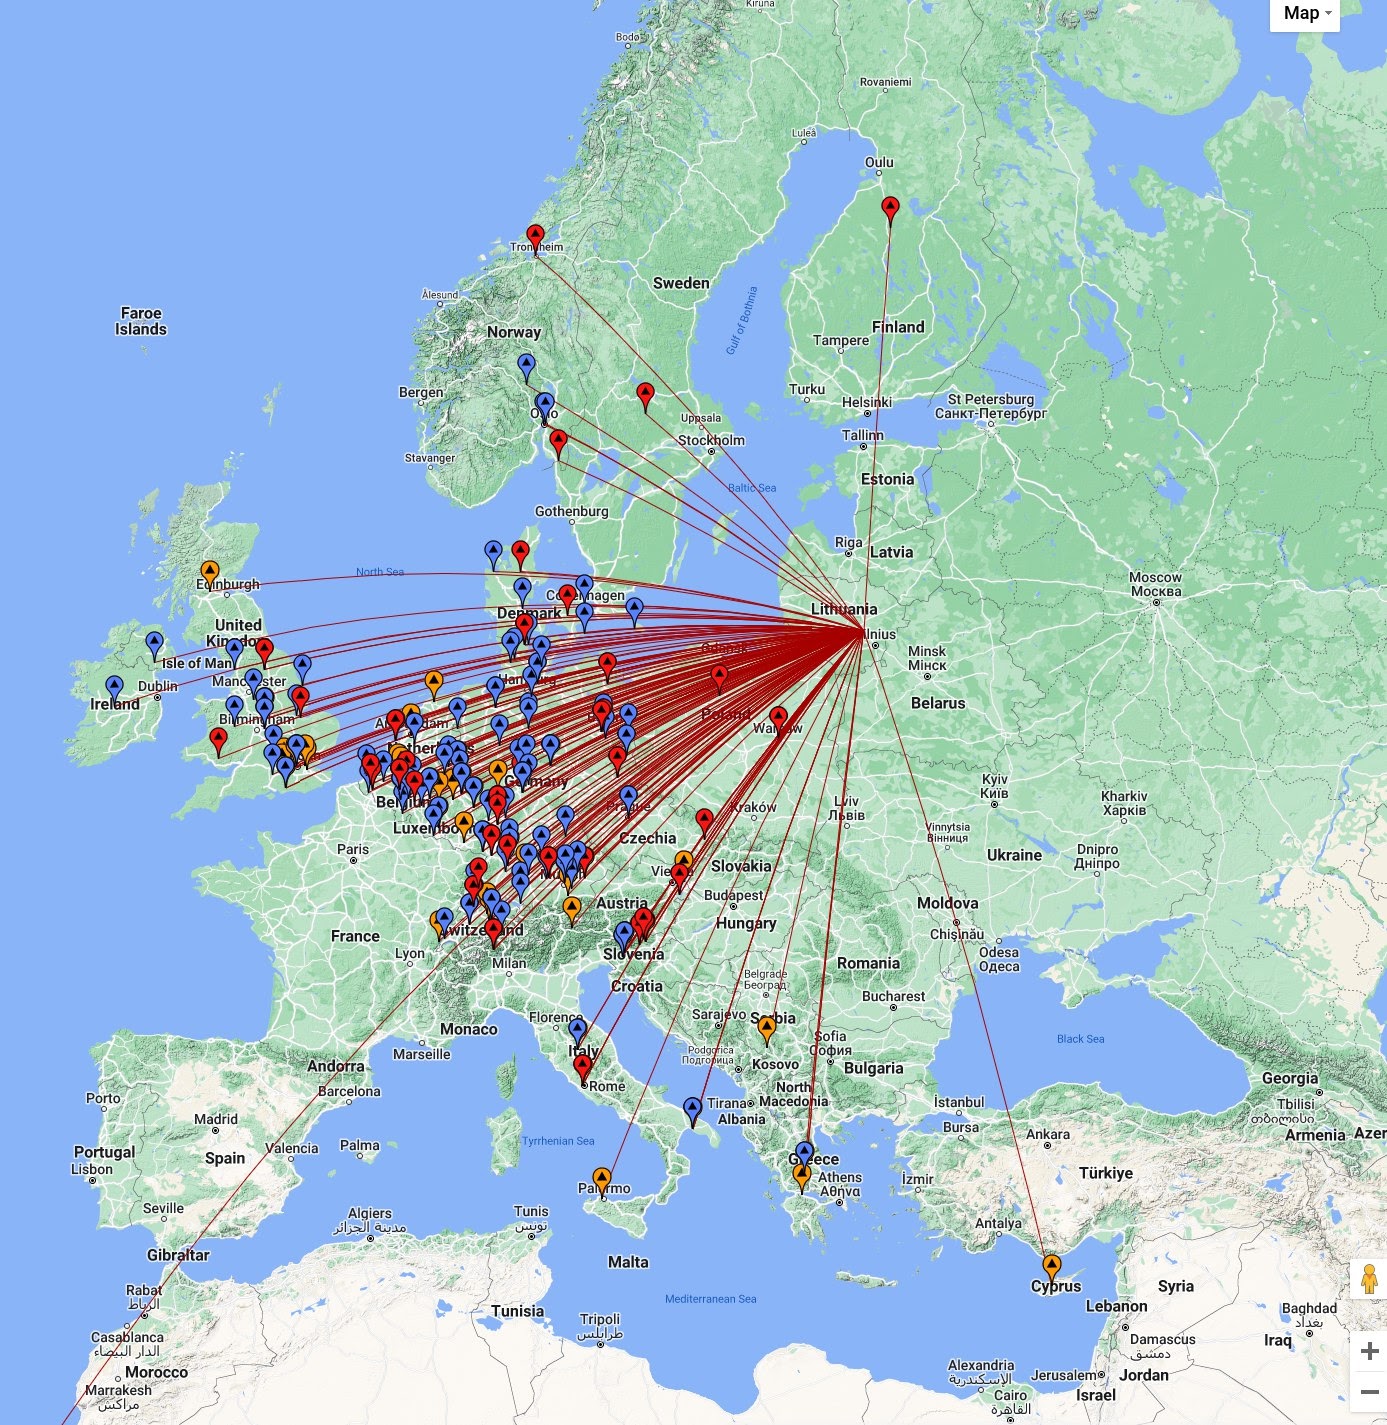 Kiruna
Map
Bodø
Rovaniemi
Luleå
Oulu
Trondheim
Sweden
Ålesund
Faroe
Islands
Gulf of Bothnia
Norway
Finland
Tampere
Bergen
Turku
Helsinki
St Petersburg
Санкт-Петербург
Oslo
Uppsala
Stockholm
Tallinn
Stavanger
Estonia
Baltic Sea
Gothenburg
Riga
Latvia
North Sea
Edinburgh
Moscow
Москва
Copenhagen
Denmark
Lithuania
United
Kingdom
Vilnius
Minsk
Мінск
Isle of Man
Gdańsk
Hamburg
Manchester
Dublin
Ireland
Belarus
Birmingham
Amsterdam
Poland
Warsaw
Netherlands
Germany
Kyiv
Київ
Belgium
Prague
Kraków
Lviv
Львів
Kharkiv
Харків
Luxembourg
Czechia
Vinnytsia
Вінниця
Paris
Dnipro
Дніпро
Ukraine
Slovakia
Munich
Vienna
Budapest
Austria
Moldova
Hungary
Chișinău
France
Switzerland
Odesa
Одеса
Lyon
Milan
Slovenia
Romania
Belgrade
Београд
Croatia
Bucharest
Florence
Sarajevo
Serbia
Monaco
Sofia
София
Black Sea
Italy
Marseille
Podgorica
Подгорица
Andorra
Kosovo
Bulgaria
Georgia
Rome
Barcelona
North
Macedonia
Porto
Tirana
İstanbul
Tbilisi
თბილისი
Madrid
Albania
Bursa
Ankara
Armenia
Azer
Tyrrhenian Sea
Valencia
Palma
Portugal
Spain
Greece
Lisbon
Athens
Αθήνα
İzmir
Türkiye
Palermo
Seville
Algiers
مدينة الجزائر
Tunis
تونس
Antalya
Gibraltar
Malta
Rabat
الرباط
Cyprus
Syria
Mediterranean Sea
Lebanon
Baghdad
بغداد
Tunisia
Tripoli
طرابلس
Casablanca
الدار البيضاء
Damascus
دمشق
Iraq
Morocco
Alexandria
الإسكندرية
Jerusalem
Jordan
Marrakesh
مراكش
Israel
Cairo
القاهرة